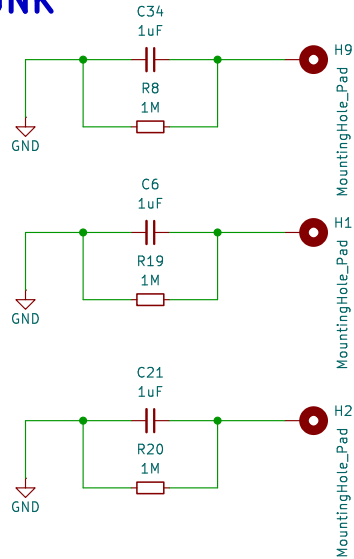 C34
1uF
H9
R8
1M
MountingHole_Pad
GND
C6
1uF
H1
R19
1M
MountingHole_Pad
GND
C21
1uF
H2
R20
1M
MountingHole_Pad
GND